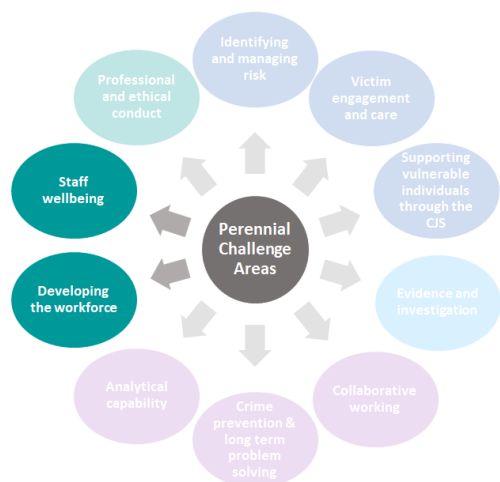 Identifying
and managing
risk
Victim
engagement
and care
Supporting
vulnerable
individuals
through the
CJS
Evidence and
investigation
Collaborative
working
Crime
prevention &
long term
problem
solving
Analytical
capability
Developing
the workforce
Staff
wellbeing
Professional
and ethical
conduct
Perennial
Challenge
Areas